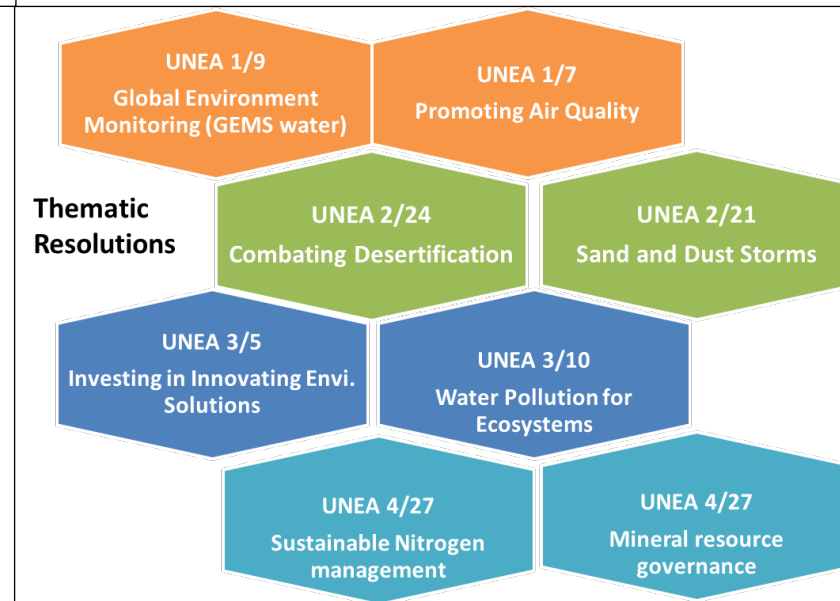 UNEA 1/9
Global Environment
Monitoring (GEMS water)
UNEA 1/7
Promoting Air Quality
Thematic
Resolutions
UNEA 2/24
Combating Desertification
UNEA 2/21
Sand and Dust Storms
UNEA 3/5
Investing in Innovating Envi.
Solutions
UNEA 3/10
Water Pollution for
Ecosystems
UNEA 4/27
Sustainable Nitrogen
management
UNEA 4/27
Mineral resource
governance